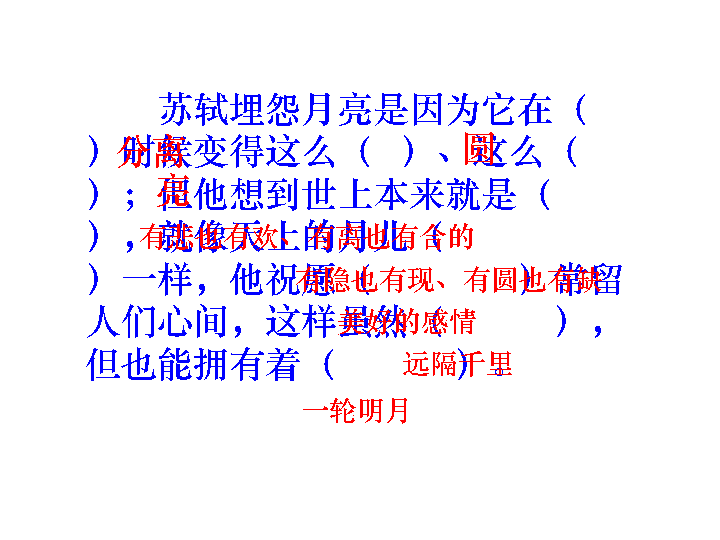 苏轼埋怨月亮是因为它在（
）时候变得这么（ ）、这么（
）；但他想到世上本来就是（
），就像天上的月此（
）一样，他祝愿（ ）常留
人们心间，这样虽然（ ），
但也能拥有着（ ）。
分离
圆
亮
有悲也有欢、有离也有合的
有隐也有现、有圆也有缺
美好的感情
远隔千里
一轮明月